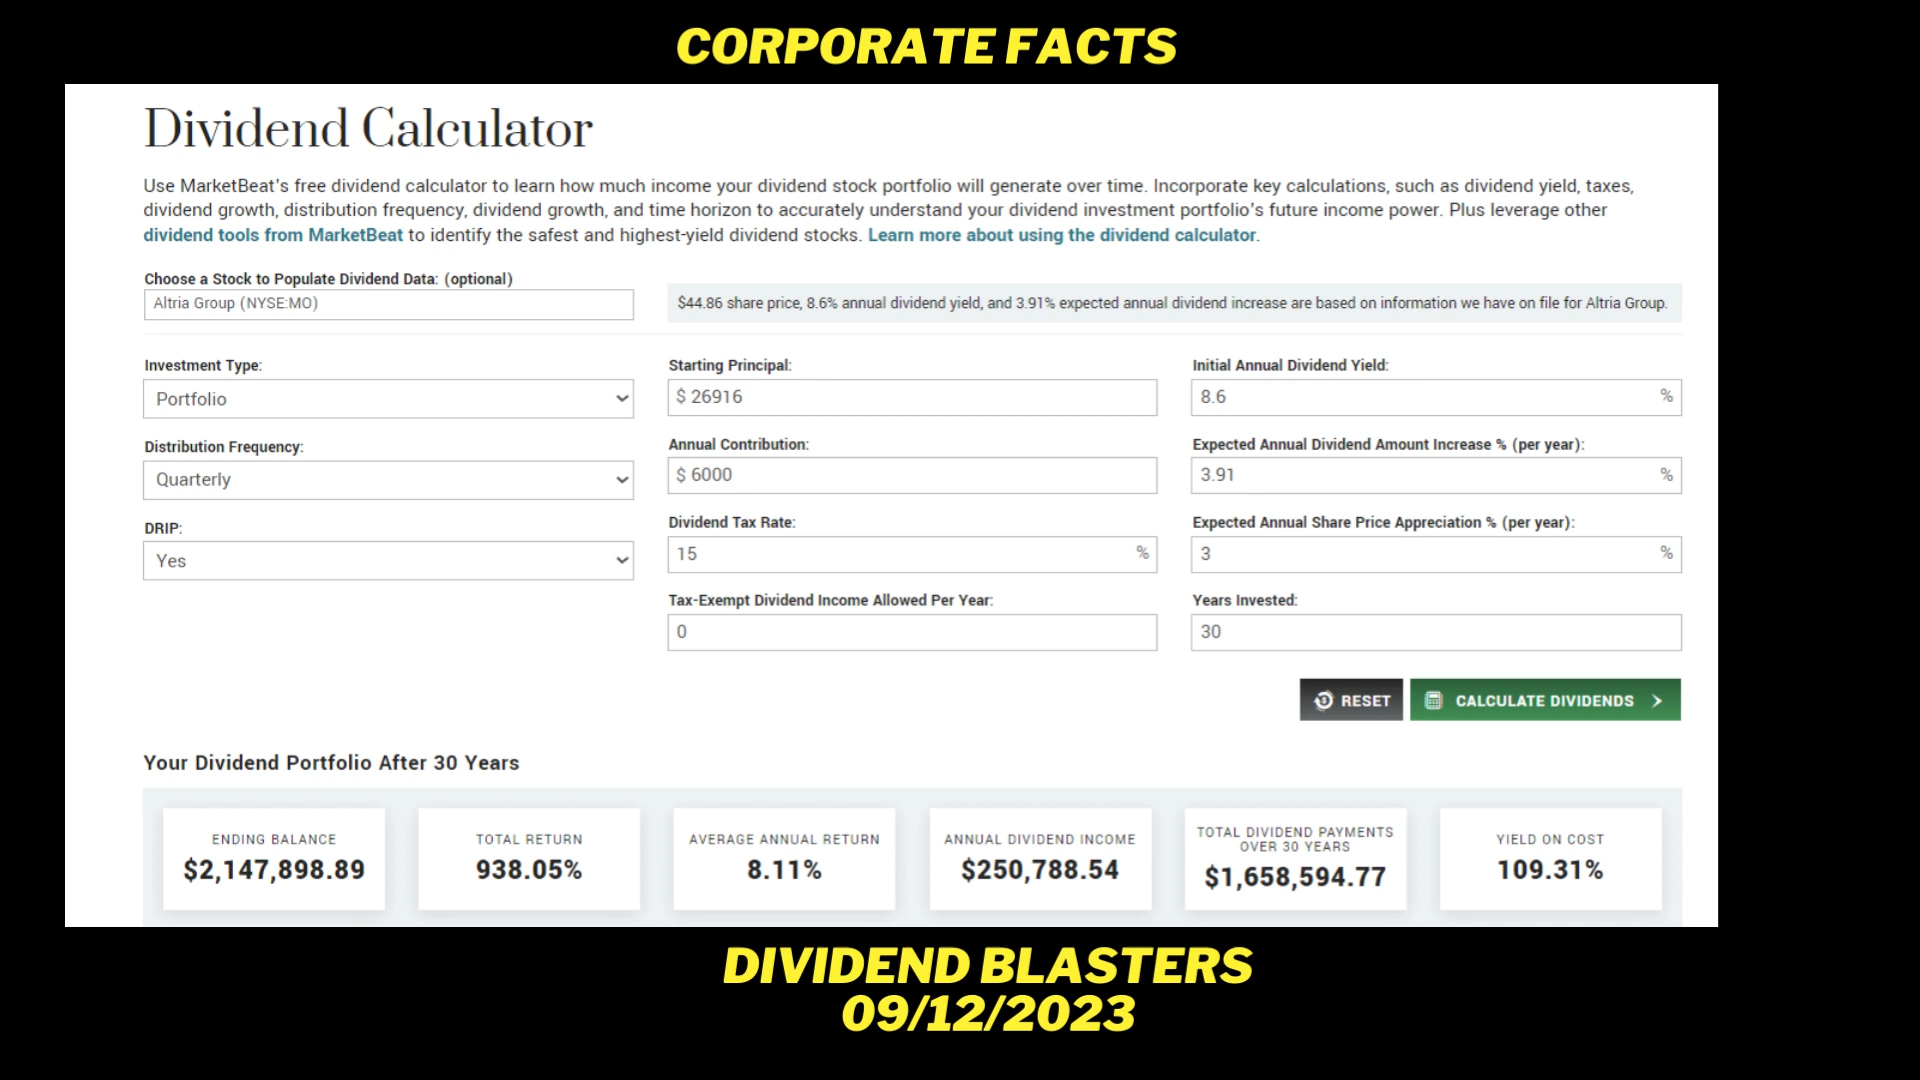 CORPORATE FACTS
Dividend Calculator
Use MarketBeat's free dividend calculator to learn how much income your dividend stock portfolio will generate over time. Incorporate key calculations, such as dividend yield, taxes,
dividend growth, distribution frequency, dividend growth, and time horizon to accurately understand your dividend investment portfolio's future income power. Plus leverage other
dividend tools from MarketBeat to identify the safest and highest-yield dividend stocks. Learn more about using the dividend calculator.
Choose a Stock to Populate Dividend Data: (optional)
Altria Group (NYSE:MO)
$44.86 share price, 8.6% annual dividend yield, and 3.91% expected annual dividend increase are based on information we have on file for Altria Group.
Investment Type:
Portfolio
Distribution Frequency:
Quarterly
DRIP:
Yes
Starting Principal:
$ 26916
Annual Contribution:
$ 6000
Dividend Tax Rate:
15 %
Tax-Exempt Dividend Income Allowed Per Year:
0
Initial Annual Dividend Yield:
8.6 %
Expected Annual Dividend Amount Increase % (per year):
3.91 %
Expected Annual Share Price Appreciation % (per year):
3 %
Years Invested:
30
RESET
CALCULATE DIVIDENDS
Your Dividend Portfolio After 30 Years
ENDING BALANCE
$2,147,898.89
TOTAL RETURN
938.05%
AVERAGE ANNUAL RETURN
8.11%
ANNUAL DIVIDEND INCOME
$250,788.54
TOTAL DIVIDEND PAYMENTS
OVER 30 YEARS
$1,658,594.77
YIELD ON COST
109.31%
DIVIDEND BLASTERS
09/12/2023